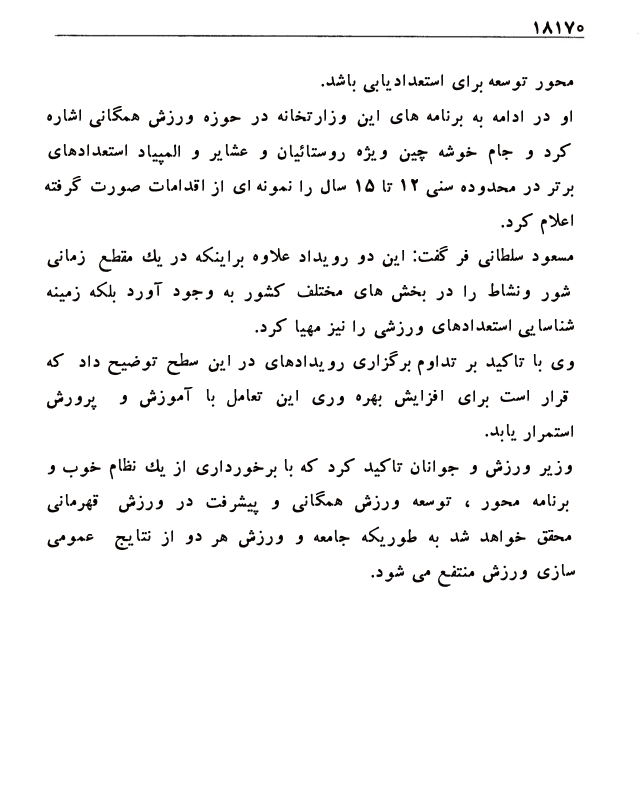 ۱۸۱۷۰
محور توسعه برای استعدادیابی باشد.
او در ادامه به برنامه های این وزارتخانه در حوزه ورزش همگانی اشاره
کرد و جام خوشه چین ویژه روستائیان و عشایر و المپیاد استعدادهای
برتر در محدوده سنی ۱۲ تا ۱۵ سال را نمونه ای از اقدامات صورت گرفته
اعلام کرد.
مسعود سلطانی فر گفت: این دو رویداد علاوه براینکه در یك مقطع زمانی
شور ونشاط را در بخش های مختلف کشور به وجود آورد بلکه زمینه
شناسایی استعدادهای ورزشی را نیز مهیا کرد.
وی با تاکید بر تداوم برگزاری رویدادهای در این سطح توضیح داد که
قرار است برای افزایش بهره وری این تعامل با آموزش و پرورش
استمرار یابد.
وزیر ورزش و جوانان تاکید کرد که با برخورداری از یك نظام خوب و
برنامه محور ، توسعه ورزش همگانی و پیشرفت در ورزش قهرمانی
محقق خواهد شد به طوریکه جامعه و ورزش هر دو از نتایج عمومی
سازی ورزش منتفع می شود.